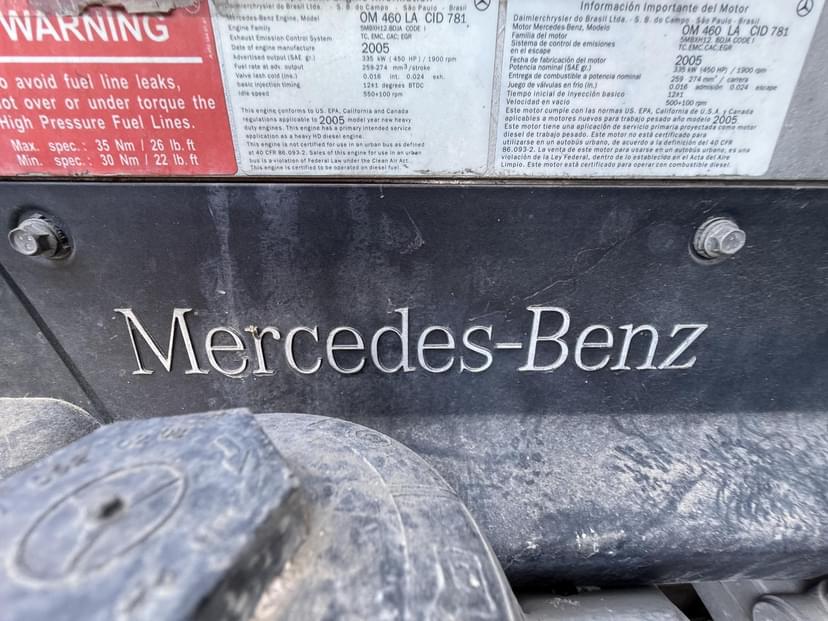 WARNING
o avoid fuel line leaks,
ot over or under torque the
High Pressure Fuel Lines.
Max. spec.: 35 Nm / 26 lb.ft
Min. spec.: 30 Nm / 22 lb.ft
Daimlerchrysler do Brasil Ltda. - S. B. do Campo - São Paulo - Brasil
Mercedes-Benz Engine, Model OM 460 LA CID 781
Engine Family 5MBXH12.8DJA CODE I
Exhaust Emission Control System TC, EMC, CAC, EGR
Date of engine manufacture 2005
Advertised output (SAE gr.) 335 kW (450 HP) / 1900 rpm
Fuel rate at adv. output 259-274 mm³/stroke
Valve lash cold (ins.) 0.016 int. 0.024 exh.
basic injection timing 12±1 degrees BTDC
Idle speed 550+100 rpm
This engine conforms to U.S. EPA, California and Canada
regulations applicable to 2005 model year new heavy
duty engines. This engine has a primary intended service
application as a heavy HD diesel engine.
This engine is not certified for use in an urban bus as defined
at 40 CFR 86.093-2. Sales of this engine for use in an urban
bus is a violation of Federal Law under the Clean Air Act.
This engine is certified to be operated on diesel fuel.
Información Importante del Motor
Daimlerchrysler do Brasil Ltda. - S. B. do Campo - São Paulo - Brasil
Motor Mercedes-Benz, Modelo OM 460 LA CID 781
Familia del motor 5MBXH12.8DJA CODE I
Sistema de control de emisiones TC, EMC, CAC, EGR
en el escape
Fecha de fabricación del motor 2005
Potencia nominal (SAE gr.) 335 kW (450 HP) / 1900 rpm
Entrega de combustible a potencia nominal 259 274 mm³ / carrera
Juego de válvulas en frío (in.) 0.016 admisión 0.024 escape
Tiempo inicial de inyección basico 12±1
Velocidad en vacío 500+100 rpm
Este motor cumple con las normas US. EPA, California de U.S.A. y Canada
aplicables a motores nuevos para trabajo pesado año modelo 2005
Este motor tiene una aplicación de servicio primaria proyectada como motor
diesel de trabajo pesado. Este motor no está certificado para
utilizarse en un autobús urbano, de acuerdo a la definición del 40 CFR
86.093-2. La venta de este motor para usarse en un autobús urbano, es una
violación de la Ley Federal, dentro de lo establecido en el Acta del Aire
Limpio. Este motor está certificado para operar con combustible diesel.
Mercedes-Benz